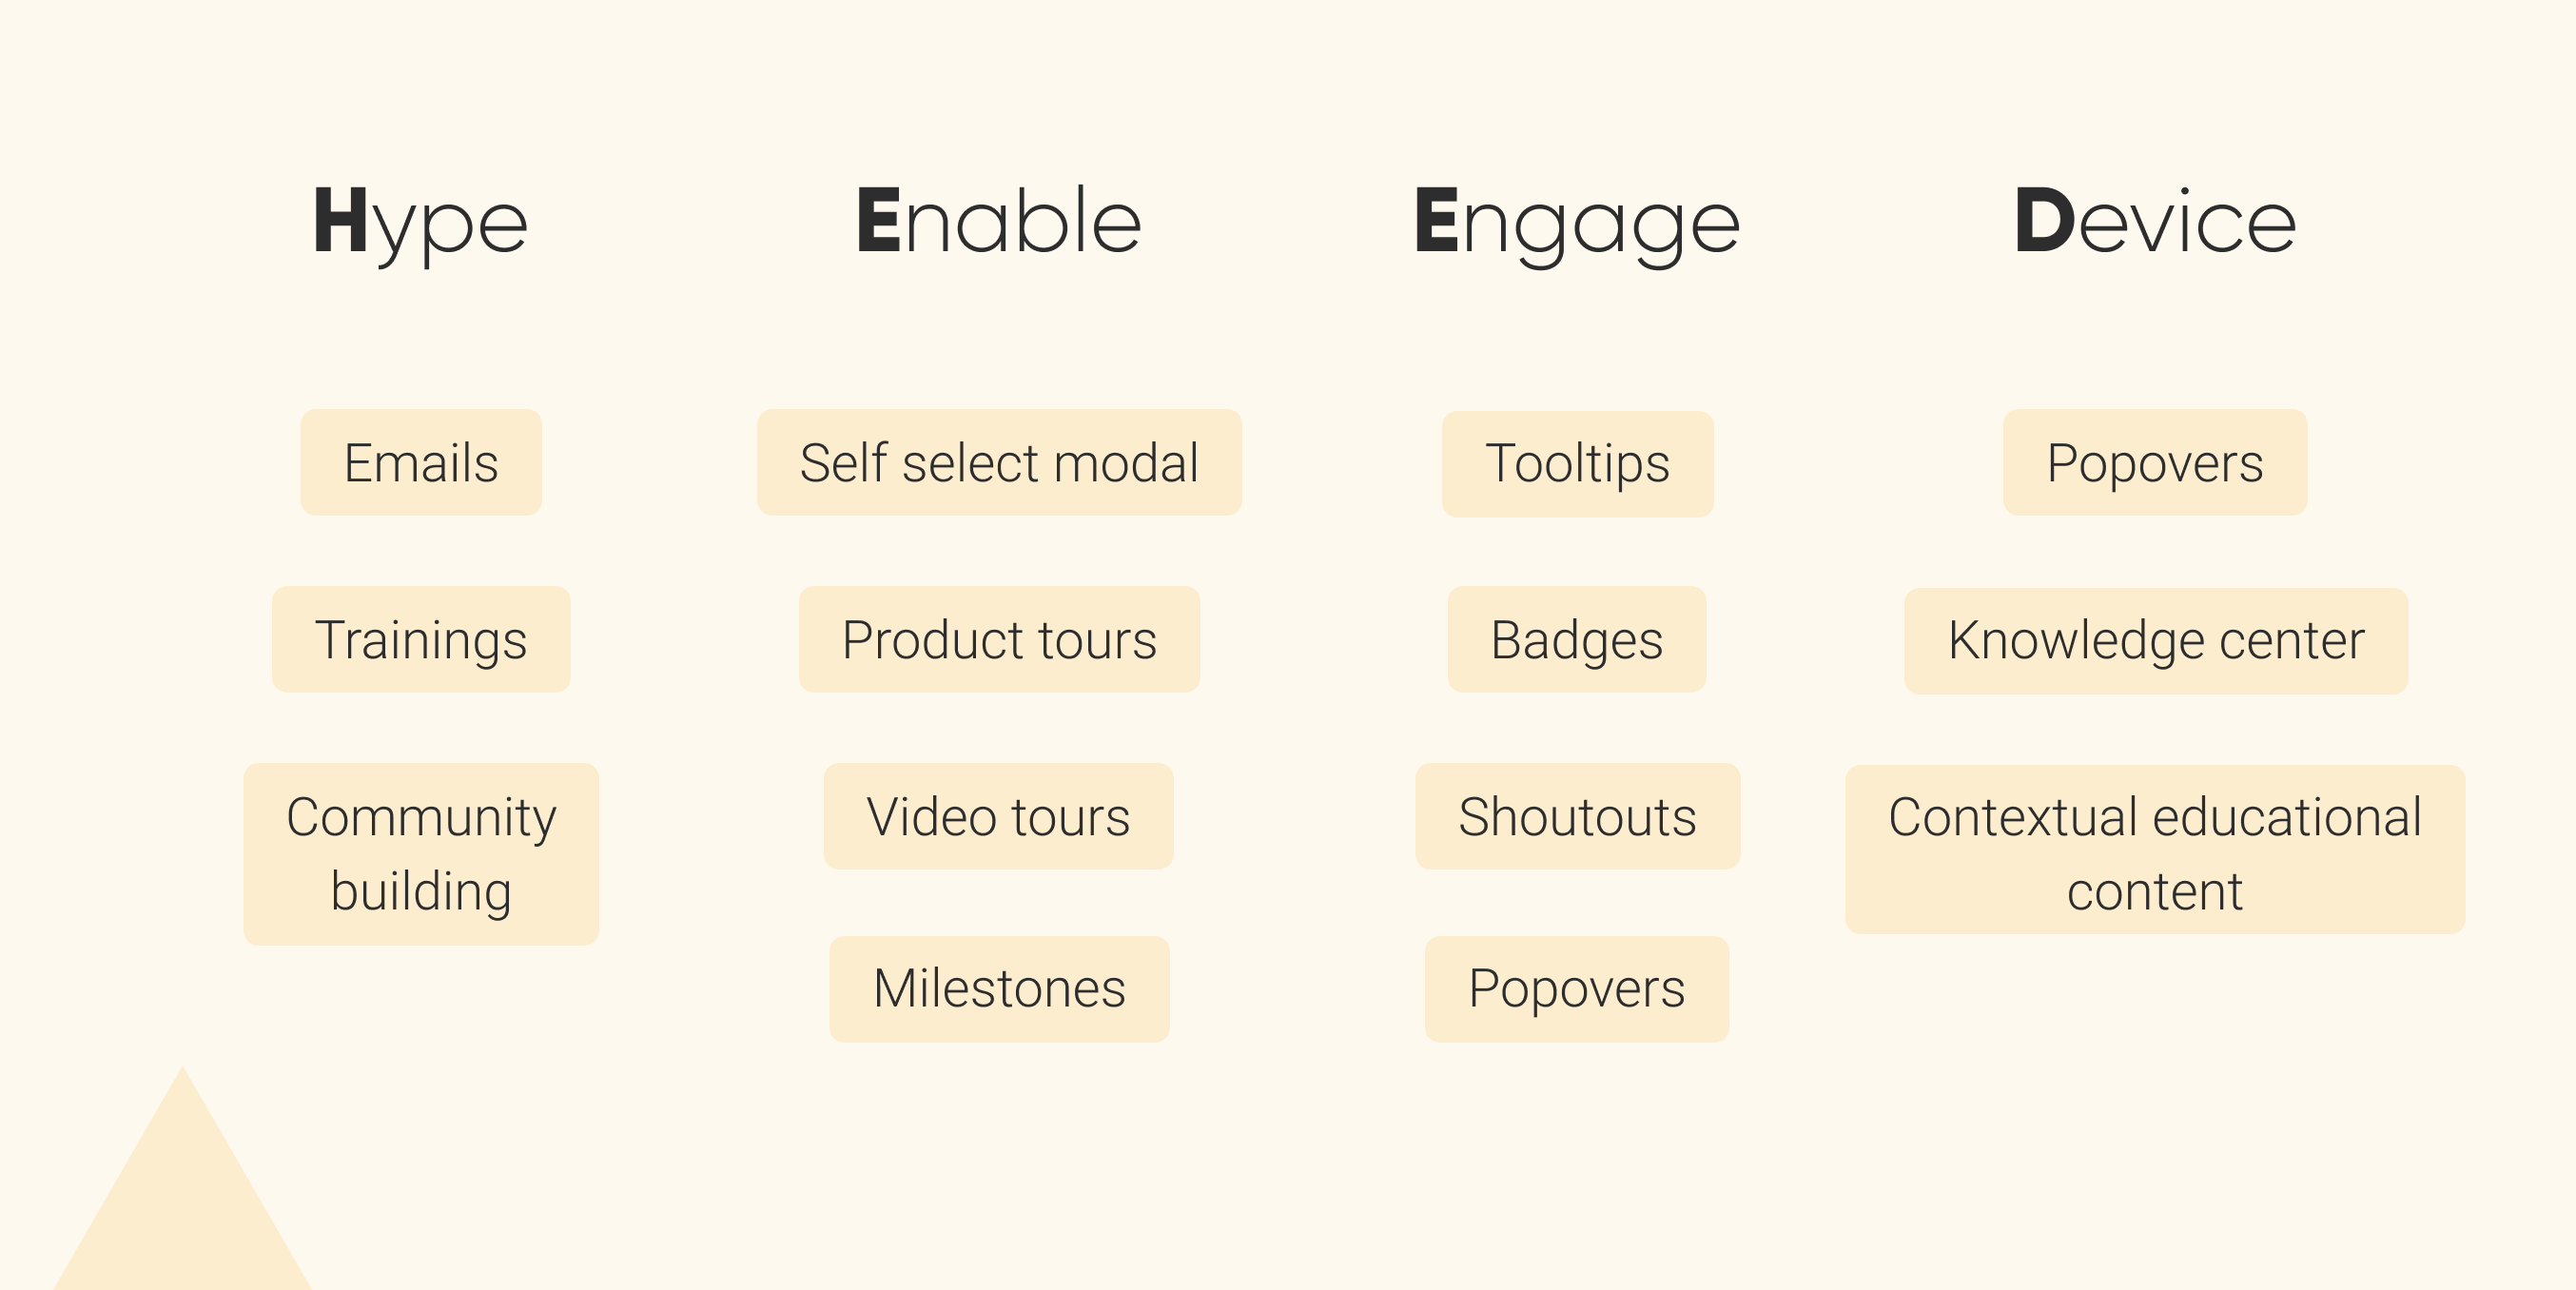 Hype
Emails
Trainings
Community
building
Enable
Self select modal
Product tours
Video tours
Milestones
Engage
Tooltips
Badges
Shoutouts
Popovers
Device
Popovers
Knowledge center
Contextual educational
content